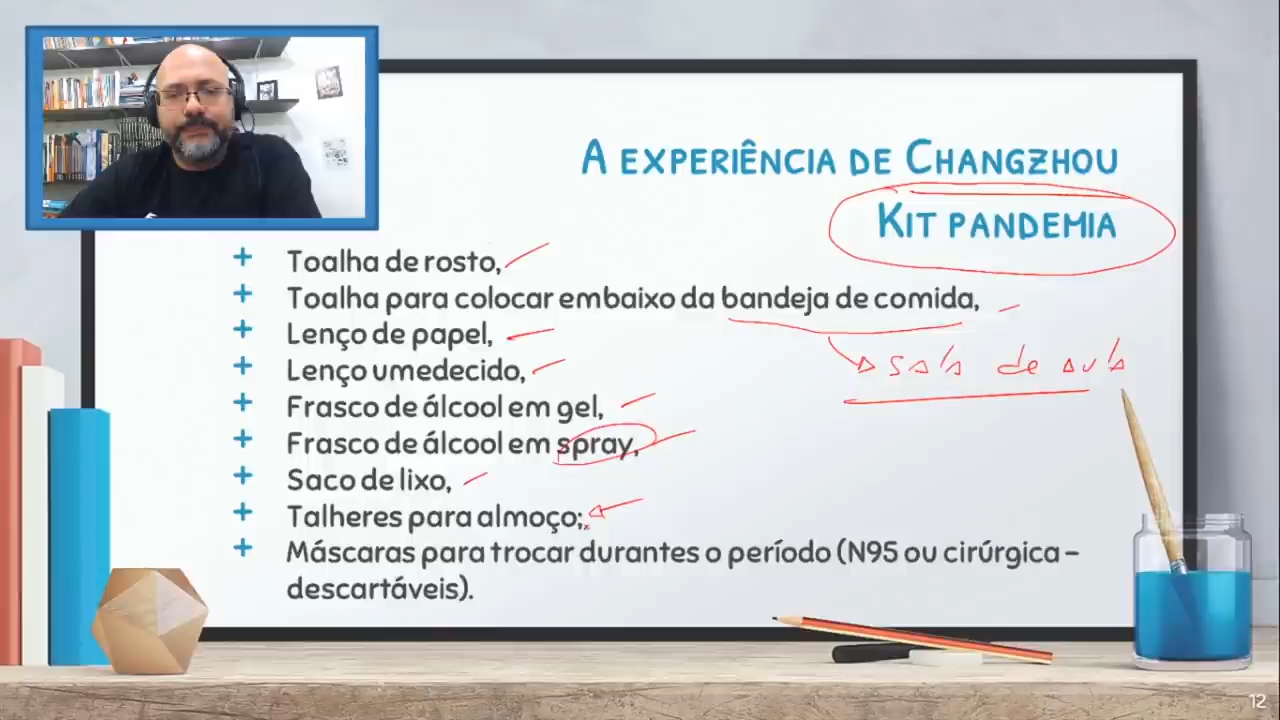 A EXPERIÊNCIA DE CHANGZHOU
KIT PANDEMIA
+ Toalha de rosto,
+ Toalha para colocar embaixo da bandeja de comida,
+ Lenço de papel,
sala de aula
+ Lenço umedecido,
+ Frasco de álcool em gel,
+ Frasco de álcool em spray,
+ Saco de lixo,
+ Talheres para almoço;
+ Máscaras para trocar durantes o período (N95 ou cirúrgica –
descartáveis).
12